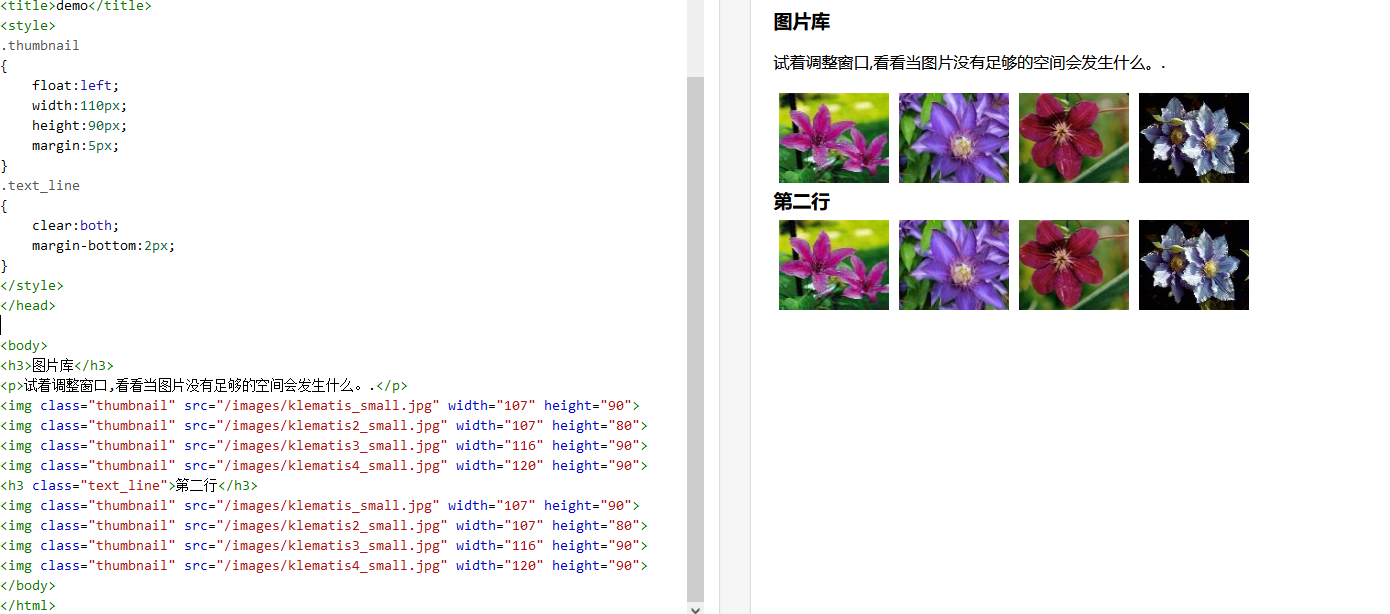 <title>demo</title>
<style>
.thumbnail
{
    float:left;
    width:110px;
    height:90px;
    margin:5px;
}
.text_line
{
    clear:both;
    margin-bottom:2px;
}
</style>
</head>
<body>
<h3>图片库</h3>
<p>试着调整窗口,看看当图片没有足够的空间会发生什么。.</p>
<img class="thumbnail" src="/images/klematis_small.jpg" width="107" height="90">
<img class="thumbnail" src="/images/klematis2_small.jpg" width="107" height="80">
<img class="thumbnail" src="/images/klematis3_small.jpg" width="116" height="90">
<img class="thumbnail" src="/images/klematis4_small.jpg" width="120" height="90">
<h3 class="text_line">第二行</h3>
<img class="thumbnail" src="/images/klematis_small.jpg" width="107" height="90">
<img class="thumbnail" src="/images/klematis2_small.jpg" width="107" height="80">
<img class="thumbnail" src="/images/klematis3_small.jpg" width="116" height="90">
<img class="thumbnail" src="/images/klematis4_small.jpg" width="120" height="90">
</body>
</html>
图片库
试着调整窗口,看看当图片没有足够的空间会发生什么。.
第二行